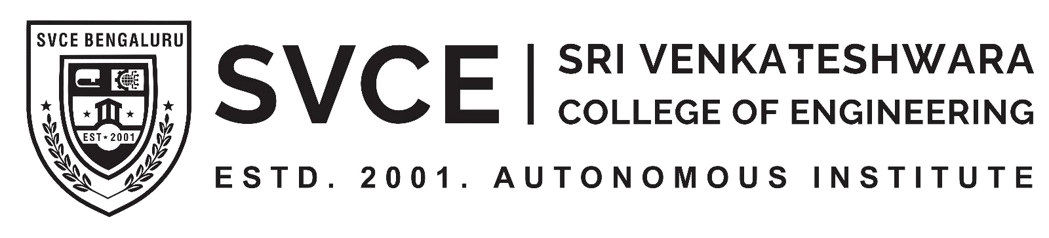 SVCE BENGALURU
EST★2001
SVCE
SRI VENKATESHWARA
COLLEGE OF ENGINEERING
ESTD. 2001. AUTONOMOUS INSTITUTE